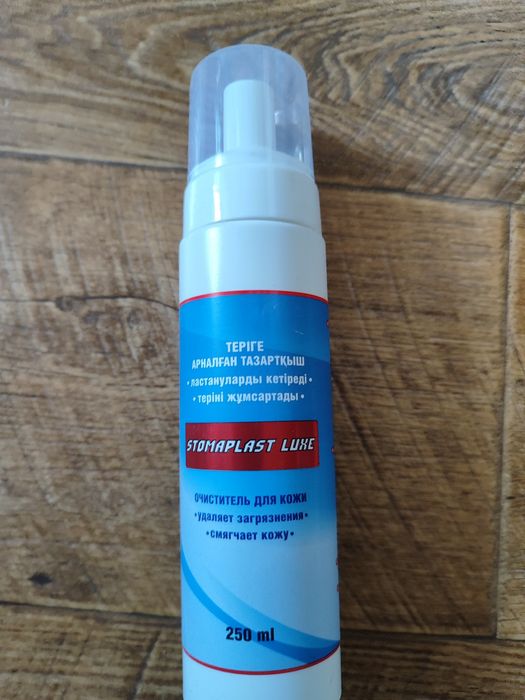 ТЕРІГЕ
АРНАЛҒАН ТАЗАРТҚЫШ
• ластануларды кетіреді •
• теріні жұмсартады •
STOMAPLAST LUXE
ОЧИСТИТЕЛЬ ДЛЯ КОЖИ
•удаляет загрязнения•
•смягчает кожу•
250 ml